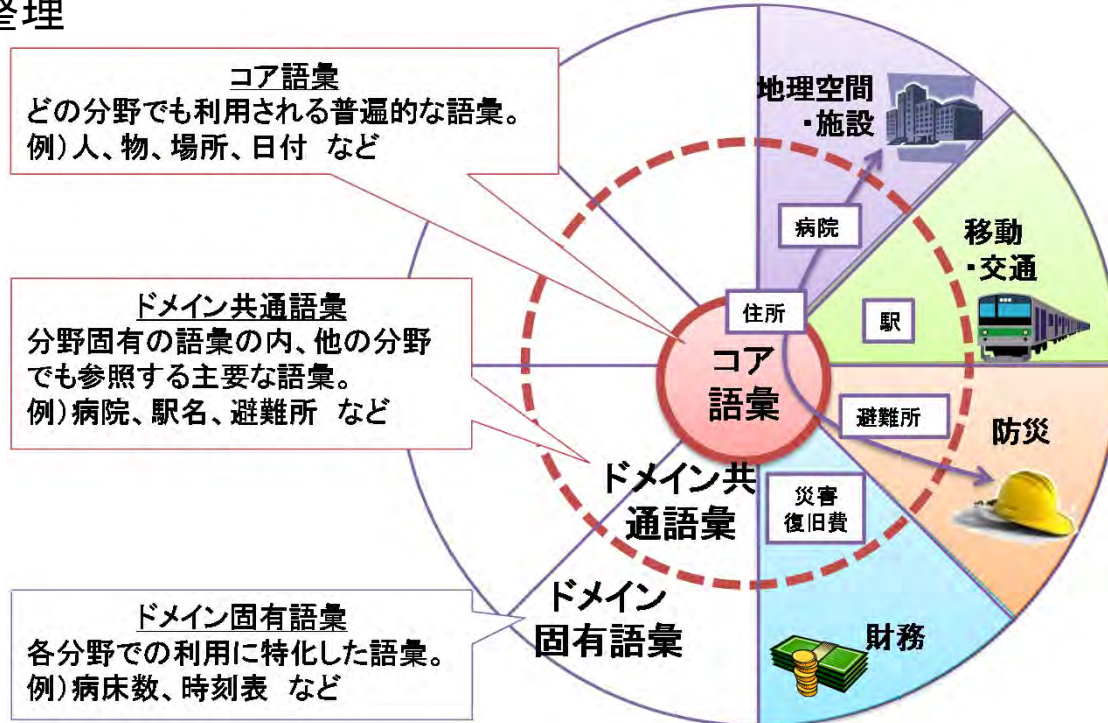 整理
コア語彙
どの分野でも利用される普遍的な語彙。
例)人、物、場所、日付 など
ドメイン共通語彙
分野固有の語彙の内、他の分野
でも参照する主要な語彙。
例)病院、駅名、避難所 など
ドメイン固有語彙
各分野での利用に特化した語彙。
例)病床数、時刻表 など
地理空間
・施設
病院
移動
・交通
住所
駅
コア
語彙
避難所
防災
ドメイン共
通語彙
災害
復旧費
ドメイン
固有語彙
財務